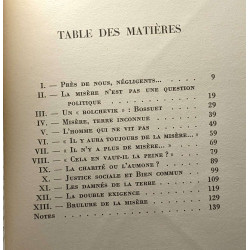 TABLE DES MATIÈRES
I. — Près de nous, négligents... . . . . 9
II. — La misère n'est pas une question
politique . . . . . . . . . . 19
III. — Un « bolchevik » : Bossuet . . . . 29
IV. — Misère, terre inconnue . . . . . 39
V. — L'homme qui ne vit pas . . . . . 49
VI. — « Il y aura toujours de la misère... » 59
VII. — « Il n'y a plus de misère... » . . . . 69
VIII. — « Cela en vaut-il la peine? » . . . . 79
IX. — La charité ou l'aumone? . . . . . 89
X. — Justice sociale et Bien commun . . . 99
XI. — Les damnés de la terre . . . . . 109
XII. — La double exigence . . . . . . 119
XIII. — Brulure de la misère . . . . . . 129
Notes . . . . . . . . . . . . . 139